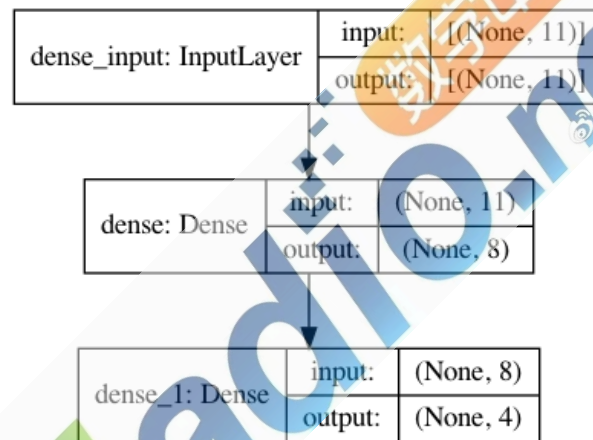 dense_input: InputLayer
input:
[(None, 11)]
output:
[(None, 11)]
dense: Dense
input:
(None, 11)
output:
(None, 8)
dense_1: Dense
input:
(None, 8)
output:
(None, 4)
adio.n